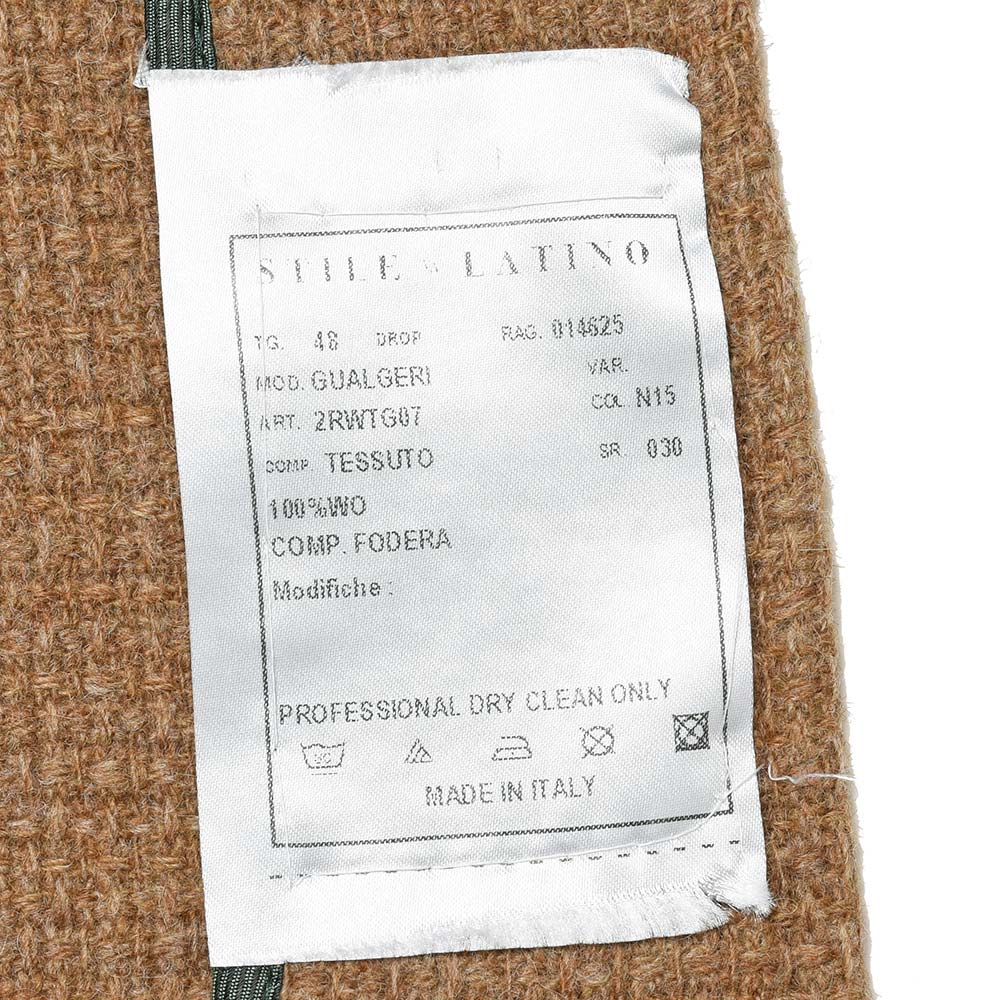 STILE LATINO
TG. 48 DROP RAG. 014625
MOD. GUALGERI VAR.
ART. 2RWTG07 COL N15
COMP. TESSUTO SR 030
100%WO
COMP. FODERA
Modifiche :
PROFESSIONAL DRY CLEAN ONLY
MADE IN ITALY